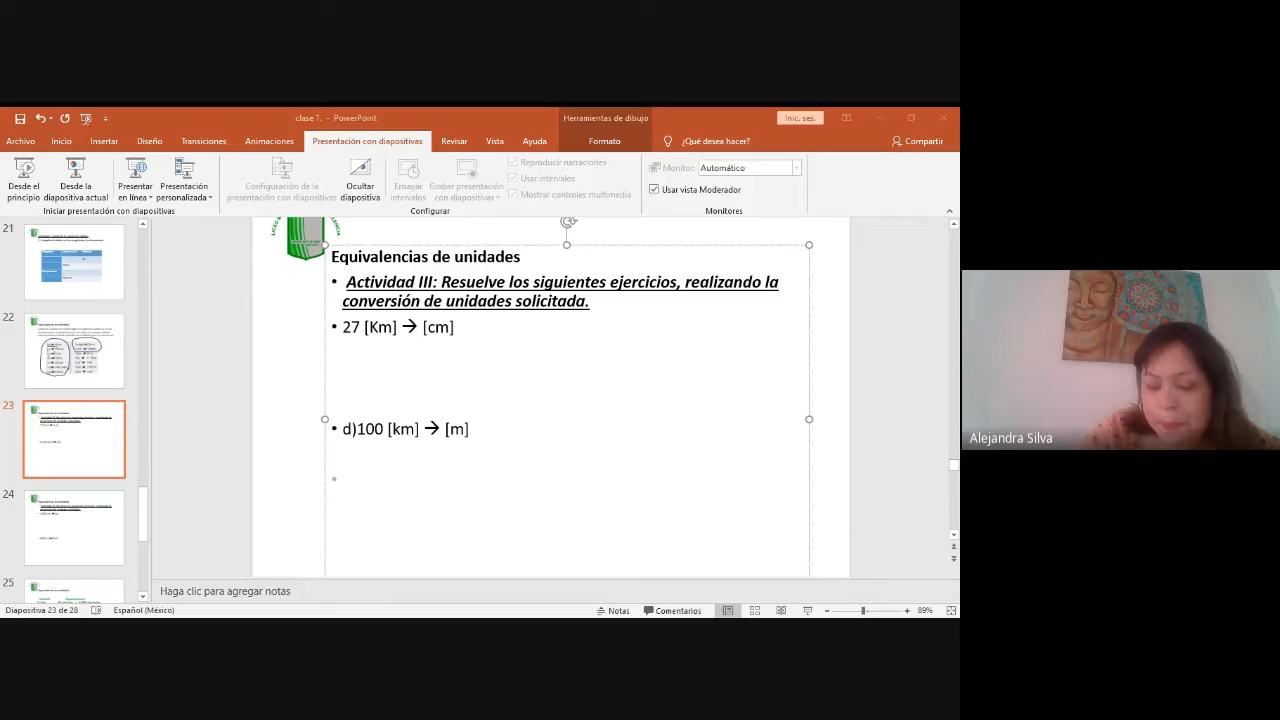 clase 1. - PowerPoint
Herramientas de dibujo
Inic. ses.
Archivo Inicio Insertar Diseño Transiciones Animaciones Presentación con diapositivas Revisar Vista Ayuda Formato ¿Qué desea hacer? Compartir
Desde el principio
Desde la diapositiva actual
Presentar en línea
Presentación personalizada
Iniciar presentación con diapositivas
Configuración de la presentación con diapositivas
Ocultar diapositiva
Ensayar intervalos
Grabar presentación con diapositivas
Reproducir narraciones
Usar intervalos
Mostrar controles multimedia
Configurar
Monitor: Automático
Usar vista Moderador
Monitores
21
22
23
24
25
Equivalencias de unidades
• Actividad III: Resuelve los siguientes ejercicios, realizando la
conversión de unidades solicitada.
• 27 [Km] → [cm]
• d)100 [km] → [m]
Haga clic para agregar notas
Diapositiva 23 de 28 Español (México) Notas Comentarios 89%
Alejandra Silva